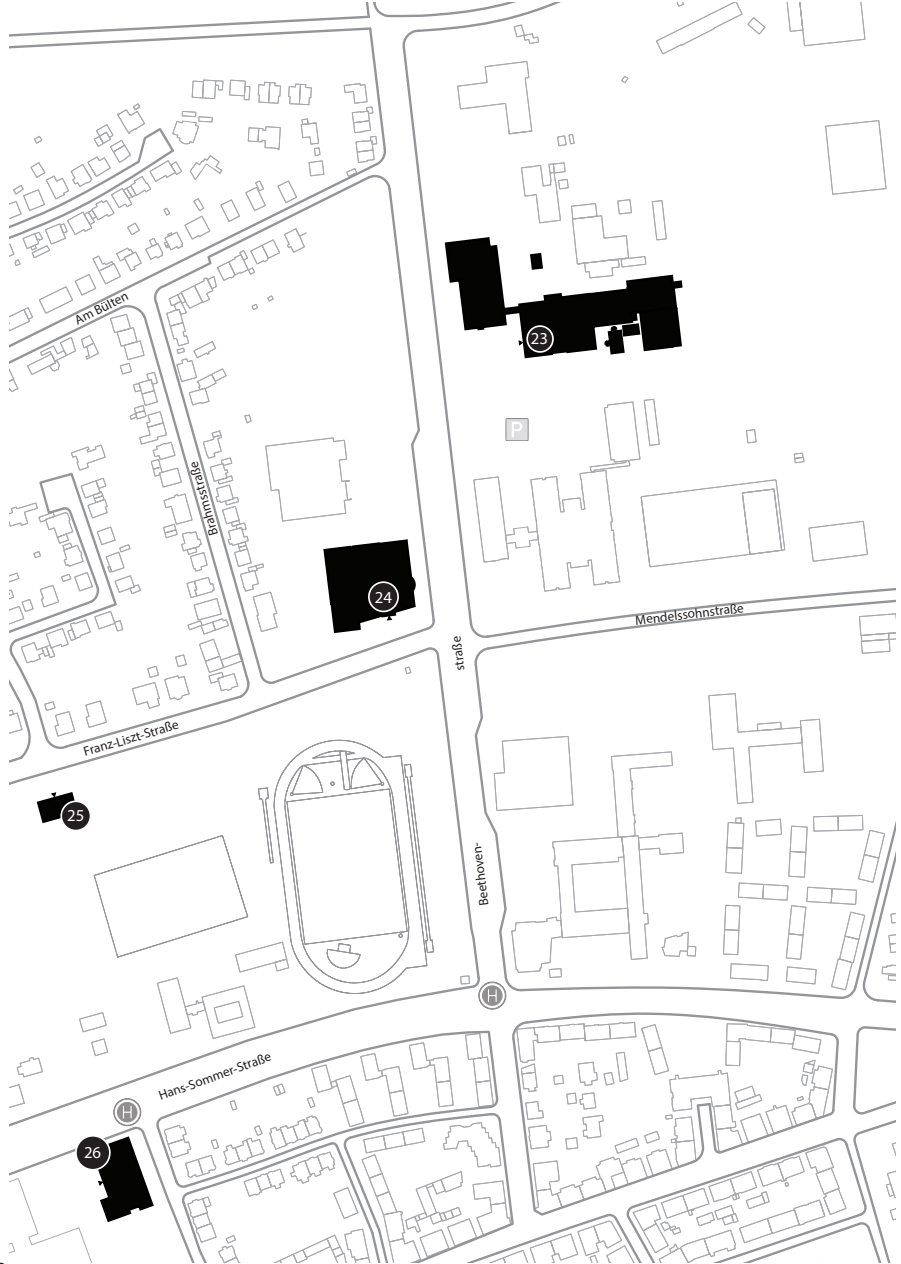 Am Bülten
23
P
Brahmsstraße
24
Mendelssohnstraße
straße
Franz-Liszt-Straße
25
Beethoven-
H
Hans-Sommer-Straße
H
26